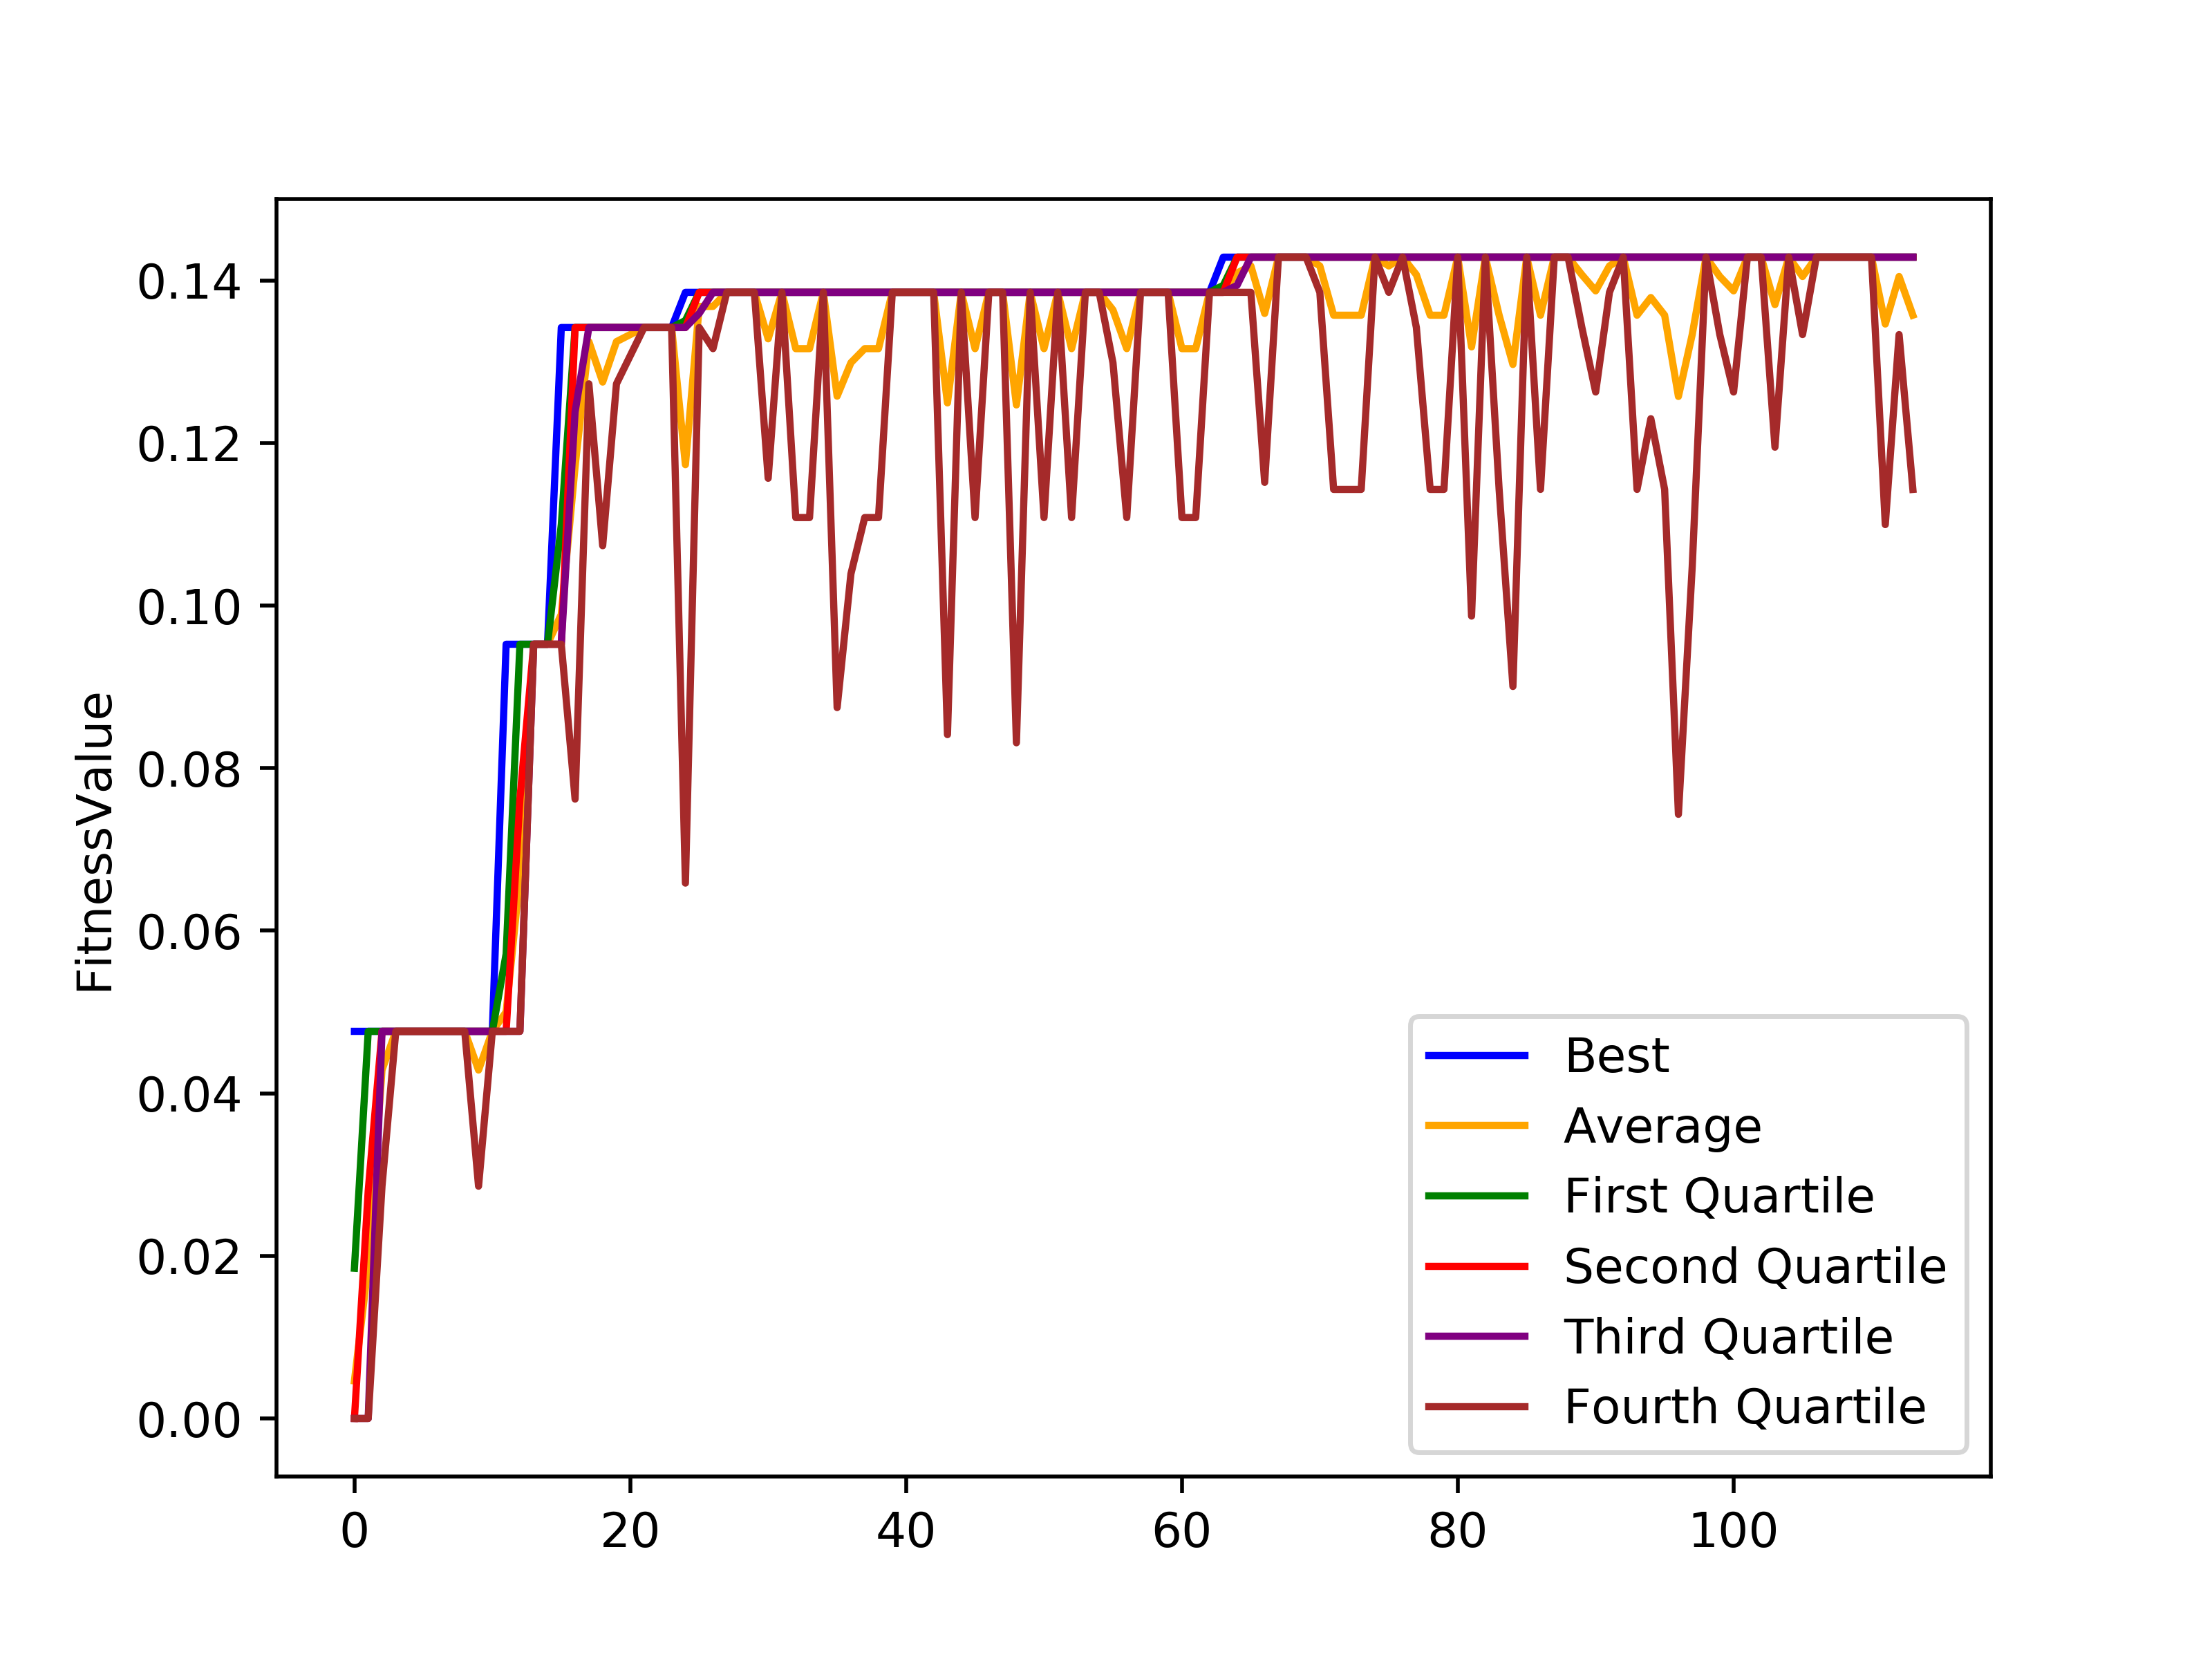 0.14
0.12
0.10
0.08
0.06
0.04
0.02
0.00
FitnessValue
0 20 40 60 80 100
Best
Average
First Quartile
Second Quartile
Third Quartile
Fourth Quartile